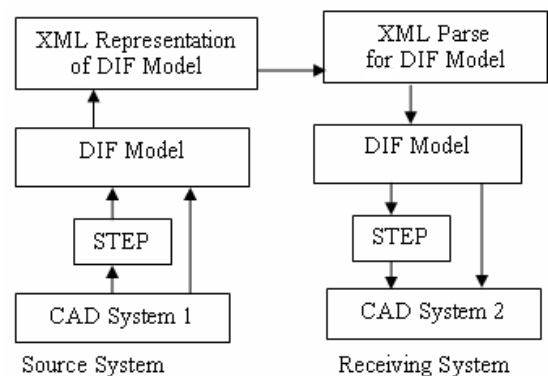 XML Representation
of DIF Model
XML Parse
for DIF Model
DIF Model
DIF Model
STEP
STEP
CAD System 1
CAD System 2
Source System
Receiving System